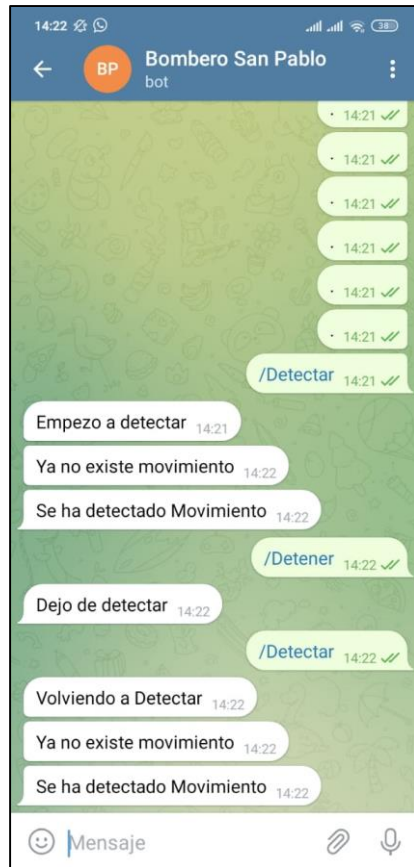 14:22
38
BP
Bombero San Pablo
bot
. 14:21
. 14:21
. 14:21
. 14:21
. 14:21
. 14:21
/Detectar 14:21
Empezo a detectar 14:21
Ya no existe movimiento 14:22
Se ha detectado Movimiento 14:22
/Detener 14:22
Dejo de detectar 14:22
/Detectar 14:22
Volviendo a Detectar 14:22
Ya no existe movimiento 14:22
Se ha detectado Movimiento 14:22
Mensaje